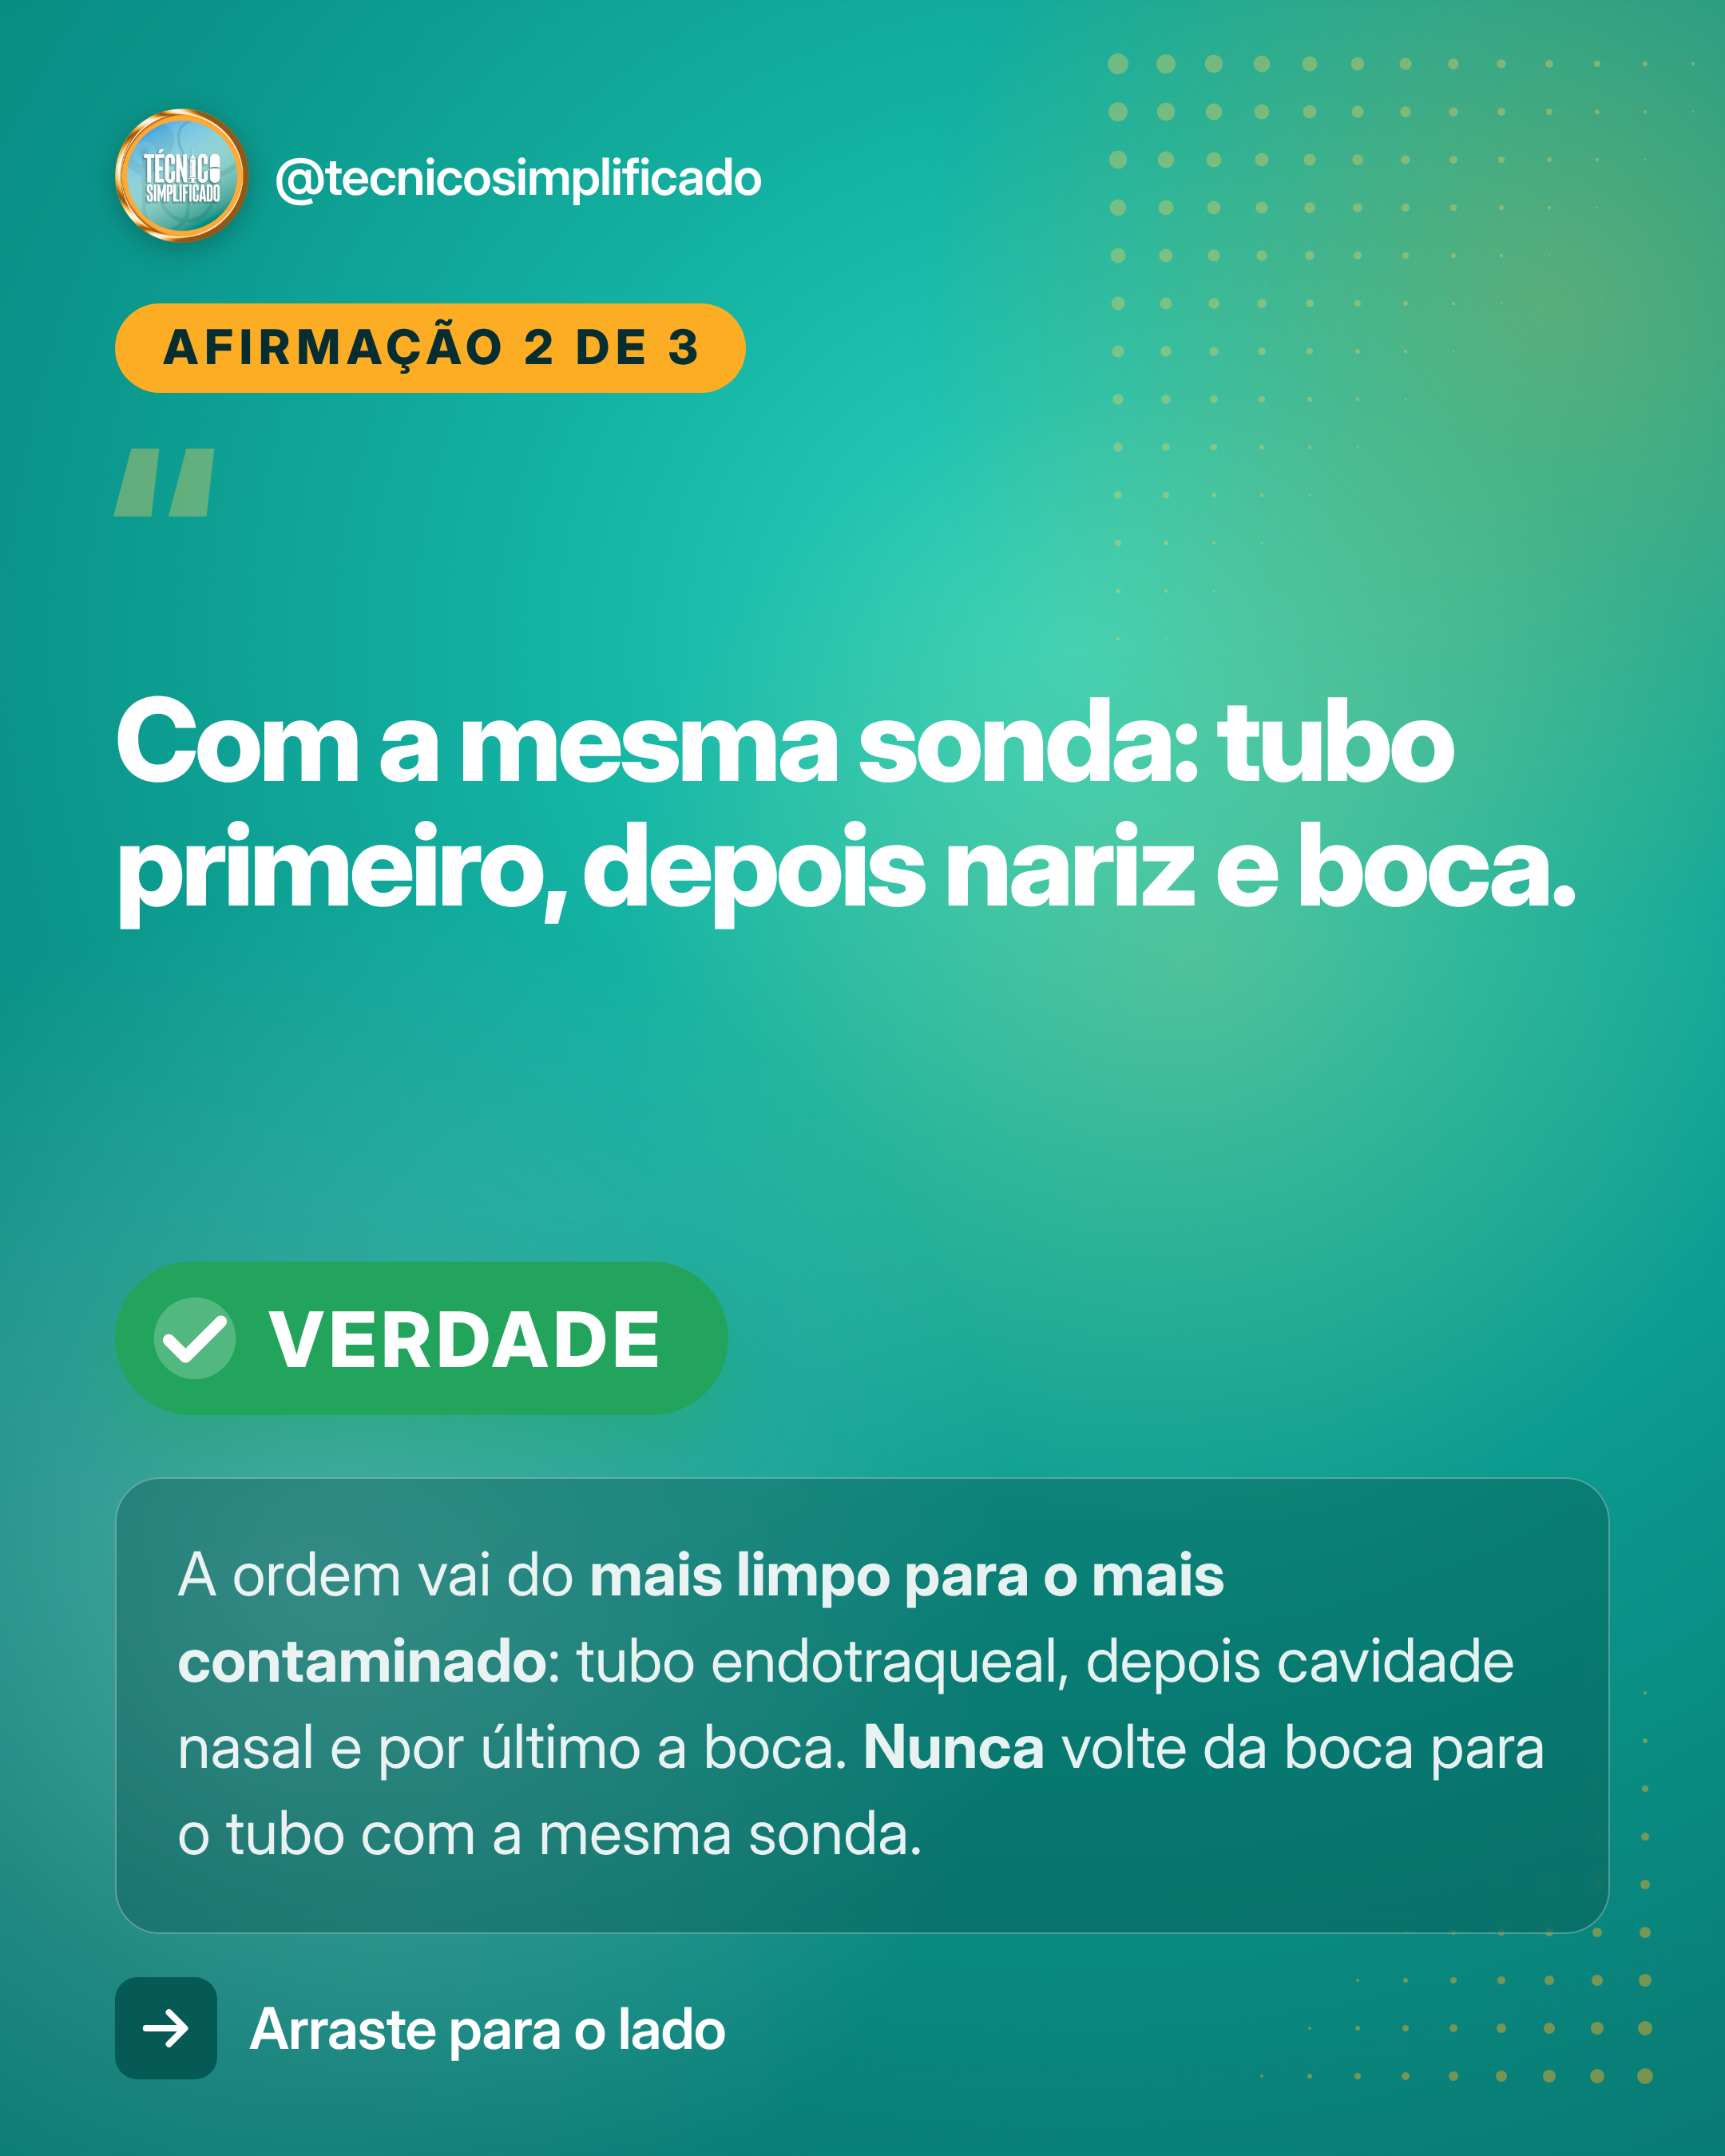 TÉCNICO
SIMPLIFICADO
@tecnicosimplificado
AFIRMAÇÃO 2 DE 3
"
Com a mesma sonda: tubo
primeiro, depois nariz e boca.
VERDADE
A ordem vai do mais limpo para o mais
contaminado: tubo endotraqueal, depois cavidade
nasal e por último a boca. Nunca volte da boca para
o tubo com a mesma sonda.
Arraste para o lado